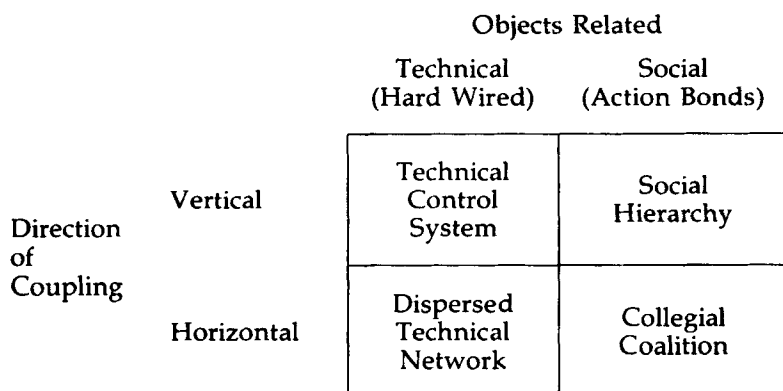 Objects Related
Technical
(Hard Wired)
Social
(Action Bonds)
Direction
of
Coupling
Vertical
Technical
Control
System
Social
Hierarchy
Horizontal
Dispersed
Technical
Network
Collegial
Coalition